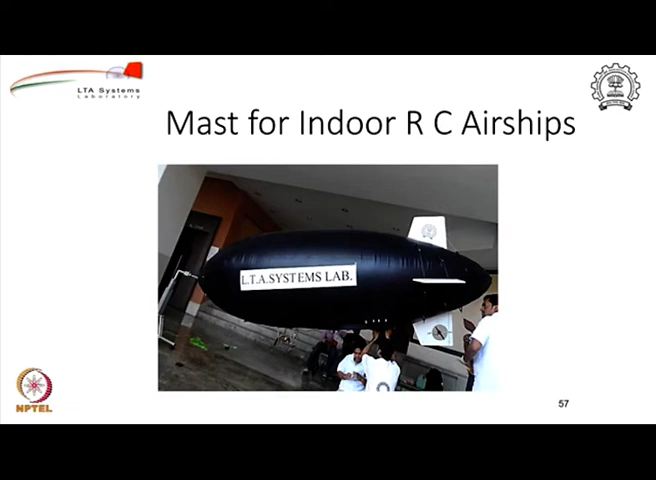 LTA Systems
Laboratory
Mast for Indoor R C Airships
L.T.A.SYSTEMS LAB.
NPTEL
57